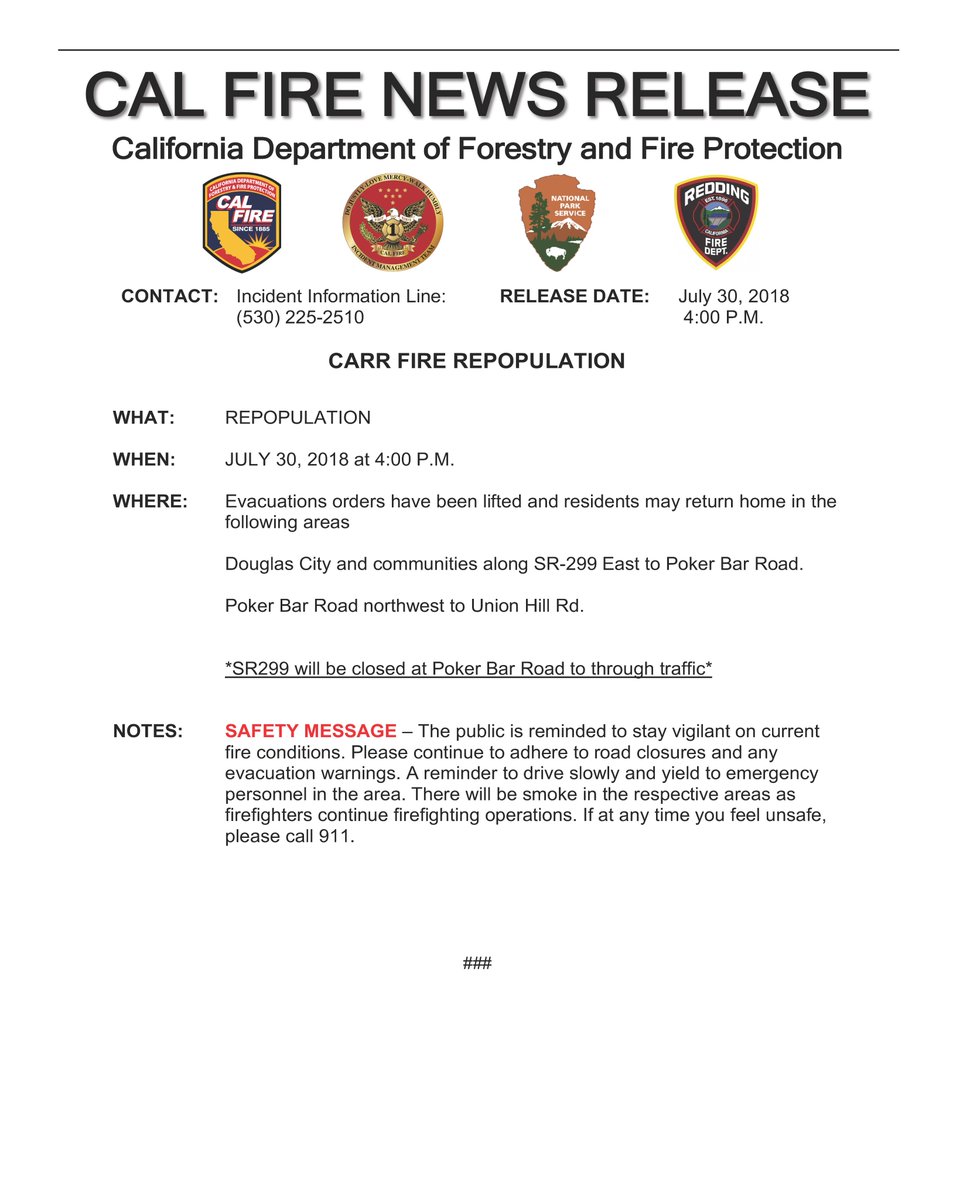 CAL FIRE NEWS RELEASE
California Department of Forestry and Fire Protection
CALIFORNIA DEPARTMENT OF
FORESTRY & FIRE PROTECTION
CAL
FIRE
SINCE 1885
DO JUSTLY-LOVE MERCY-WALK HUMBLY
1
CAL FIRE
INCIDENT MANAGEMENT TEAM
NATIONAL
PARK
SERVICE
REDDING
CALIFORNIA
FIRE
DEPT.
CONTACT: Incident Information Line: RELEASE DATE: July 30, 2018
(530) 225-2510 4:00 P.M.
CARR FIRE REPOPULATION
WHAT: REPOPULATION
WHEN: JULY 30, 2018 at 4:00 P.M.
WHERE: Evacuations orders have been lifted and residents may return home in the
following areas
Douglas City and communities along SR-299 East to Poker Bar Road.
Poker Bar Road northwest to Union Hill Rd.
*SR299 will be closed at Poker Bar Road to through traffic*
NOTES: SAFETY MESSAGE – The public is reminded to stay vigilant on current
fire conditions. Please continue to adhere to road closures and any
evacuation warnings. A reminder to drive slowly and yield to emergency
personnel in the area. There will be smoke in the respective areas as
firefighters continue firefighting operations. If at any time you feel unsafe,
please call 911.
###